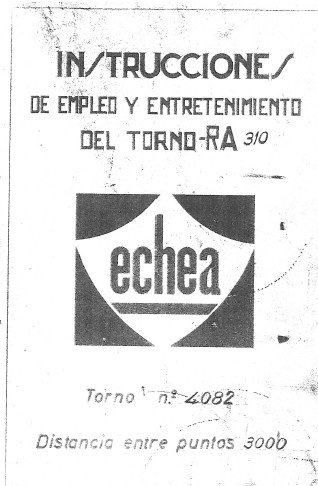 INSTRUCCIONES
DE EMPLEO Y ENTRETENIMIENTO
DEL TORNO-RA 310
echea
Torno nº 4082
Distancia entre puntos 3000